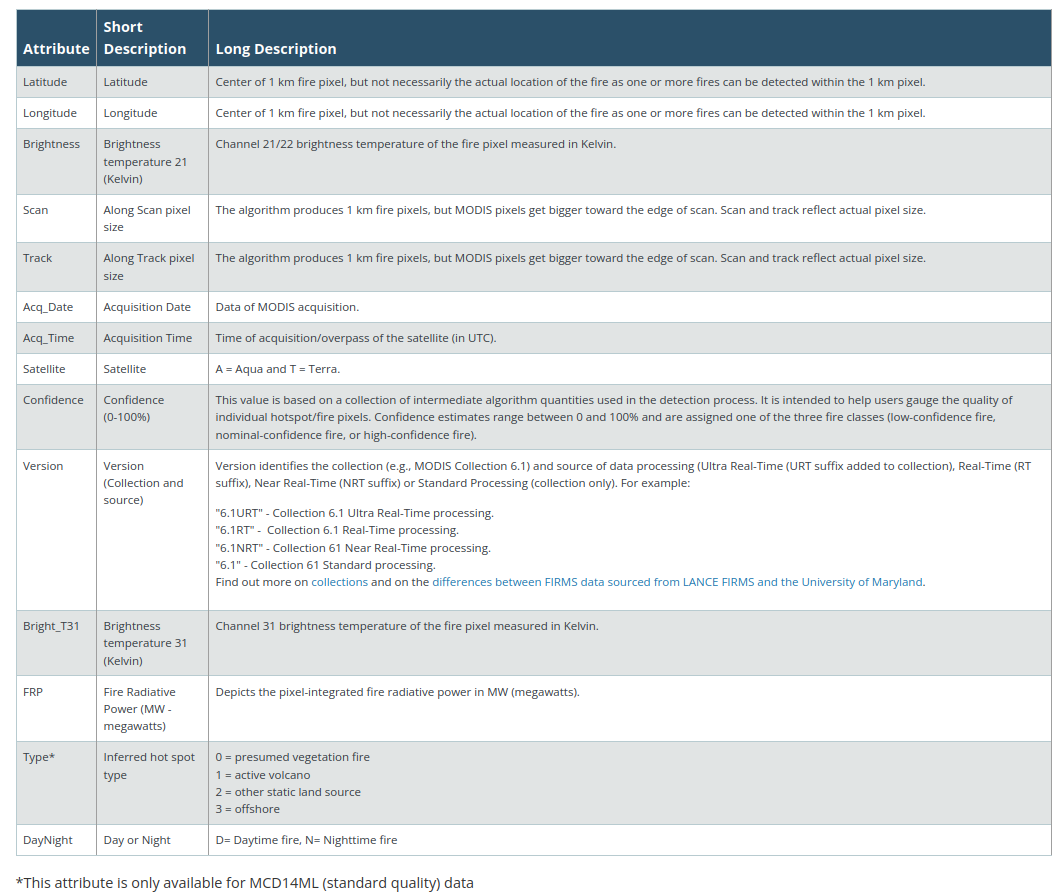 Attribute Short Description Long Description
Latitude Latitude Center of 1 km fire pixel, but not necessarily the actual location of the fire as one or more fires can be detected within the 1 km pixel.
Longitude Longitude Center of 1 km fire pixel, but not necessarily the actual location of the fire as one or more fires can be detected within the 1 km pixel.
Brightness Brightness temperature 21 (Kelvin) Channel 21/22 brightness temperature of the fire pixel measured in Kelvin.
Scan Along Scan pixel size The algorithm produces 1 km fire pixels, but MODIS pixels get bigger toward the edge of scan. Scan and track reflect actual pixel size.
Track Along Track pixel size The algorithm produces 1 km fire pixels, but MODIS pixels get bigger toward the edge of scan. Scan and track reflect actual pixel size.
Acq_Date Acquisition Date Data of MODIS acquisition.
Acq_Time Acquisition Time Time of acquisition/overpass of the satellite (in UTC).
Satellite Satellite A = Aqua and T = Terra.
Confidence Confidence (0-100%) This value is based on a collection of intermediate algorithm quantities used in the detection process. It is intended to help users gauge the quality of
individual hotspot/fire pixels. Confidence estimates range between 0 and 100% and are assigned one of the three fire classes (low-confidence fire,
nominal-confidence fire, or high-confidence fire).
Version Version (Collection and source) Version identifies the collection (e.g., MODIS Collection 6.1) and source of data processing (Ultra Real-Time (URT suffix added to collection), Real-Time (RT
suffix), Near Real-Time (NRT suffix) or Standard Processing (collection only). For example:
"6.1URT" - Collection 6.1 Ultra Real-Time processing.
"6.1RT" - Collection 6.1 Real-Time processing.
"6.1NRT" - Collection 61 Near Real-Time processing.
"6.1" - Collection 61 Standard processing.
Find out more on collections and on the differences between FIRMS data sourced from LANCE FIRMS and the University of Maryland.
Bright_T31 Brightness temperature 31 (Kelvin) Channel 31 brightness temperature of the fire pixel measured in Kelvin.
FRP Fire Radiative Power (MW - megawatts) Depicts the pixel-integrated fire radiative power in MW (megawatts).
Type* Inferred hot spot type 0 = presumed vegetation fire
1 = active volcano
2 = other static land source
3 = offshore
DayNight Day or Night D= Daytime fire, N= Nighttime fire
*This attribute is only available for MCD14ML (standard quality) data